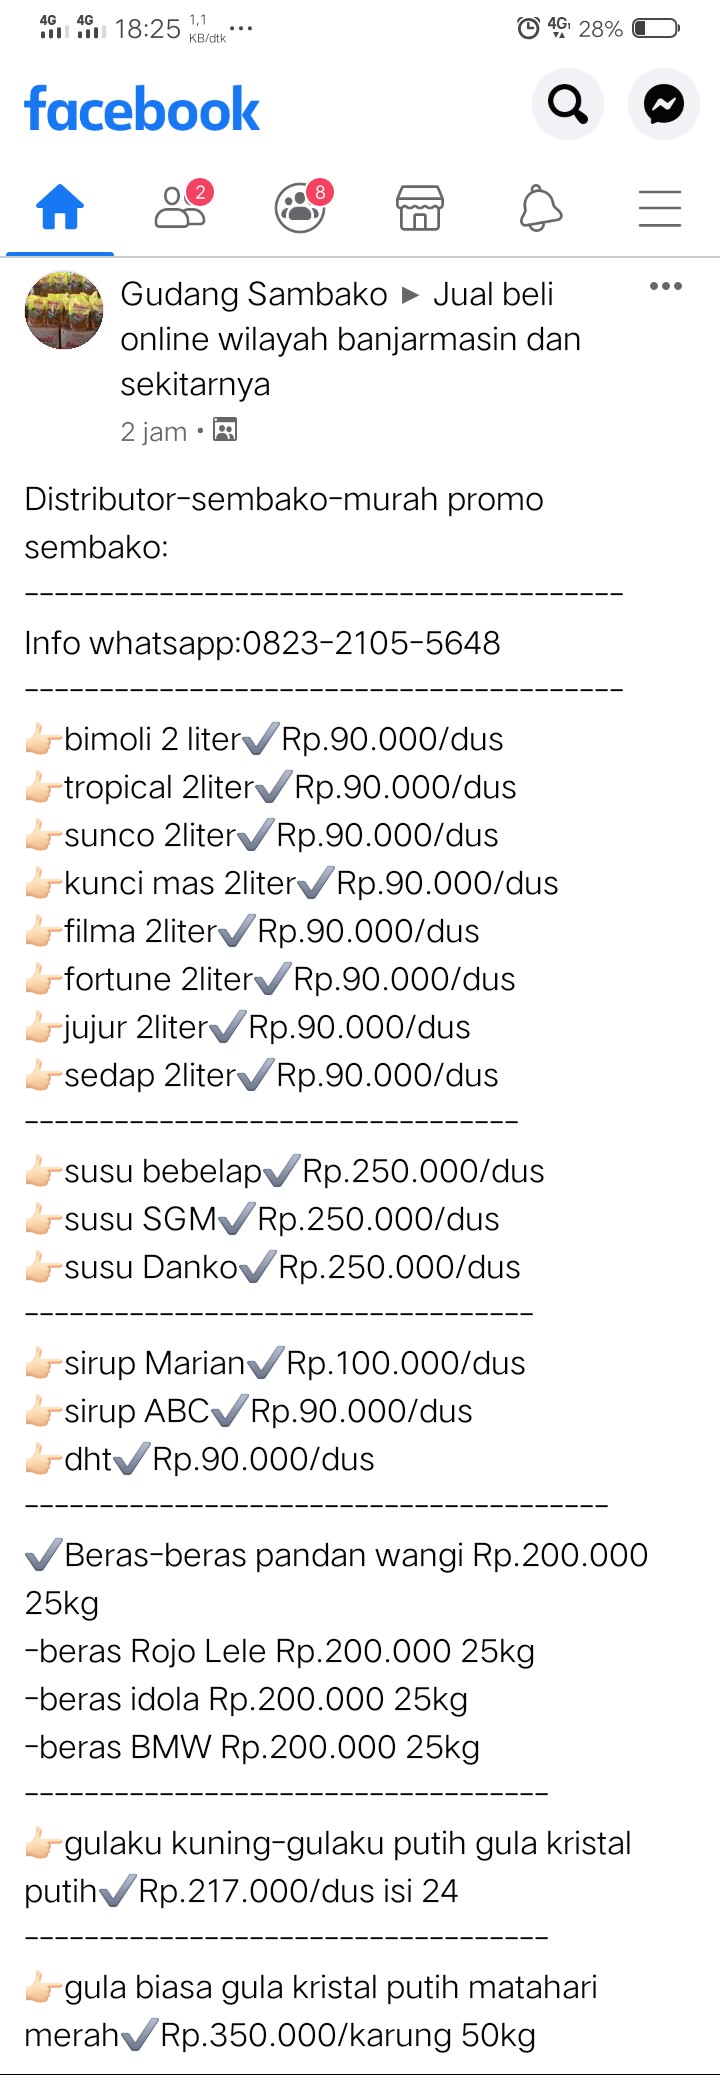 4G 4G 18:25 1,1 KB/dtk ... 4G 28%
facebook
2 8
Gudang Sambako ► Jual beli
online wilayah banjarmasin dan
sekitarnya
2 jam •
Distributor-sembako-murah promo
sembako:
----------------------------------------
Info whatsapp:0823-2105-5648
----------------------------------------
👉🏻bimoli 2 liter✔Rp.90.000/dus
👉🏻tropical 2liter✔Rp.90.000/dus
👉🏻sunco 2liter✔Rp.90.000/dus
👉🏻kunci mas 2liter✔Rp.90.000/dus
👉🏻filma 2liter✔Rp.90.000/dus
👉🏻fortune 2liter✔Rp.90.000/dus
👉🏻jujur 2liter✔Rp.90.000/dus
👉🏻sedap 2liter✔Rp.90.000/dus
---------------------------------
👉🏻susu bebelap✔Rp.250.000/dus
👉🏻susu SGM✔Rp.250.000/dus
👉🏻susu Danko✔Rp.250.000/dus
----------------------------------
👉🏻sirup Marian✔Rp.100.000/dus
👉🏻sirup ABC✔Rp.90.000/dus
👉🏻dht✔Rp.90.000/dus
---------------------------------------
✔Beras-beras pandan wangi Rp.200.000
25kg
-beras Rojo Lele Rp.200.000 25kg
-beras idola Rp.200.000 25kg
-beras BMW Rp.200.000 25kg
-----------------------------------
👉🏻gulaku kuning-gulaku putih gula kristal
putih✔Rp.217.000/dus isi 24
-----------------------------------
👉🏻gula biasa gula kristal putih matahari
merah✔Rp.350.000/karung 50kg